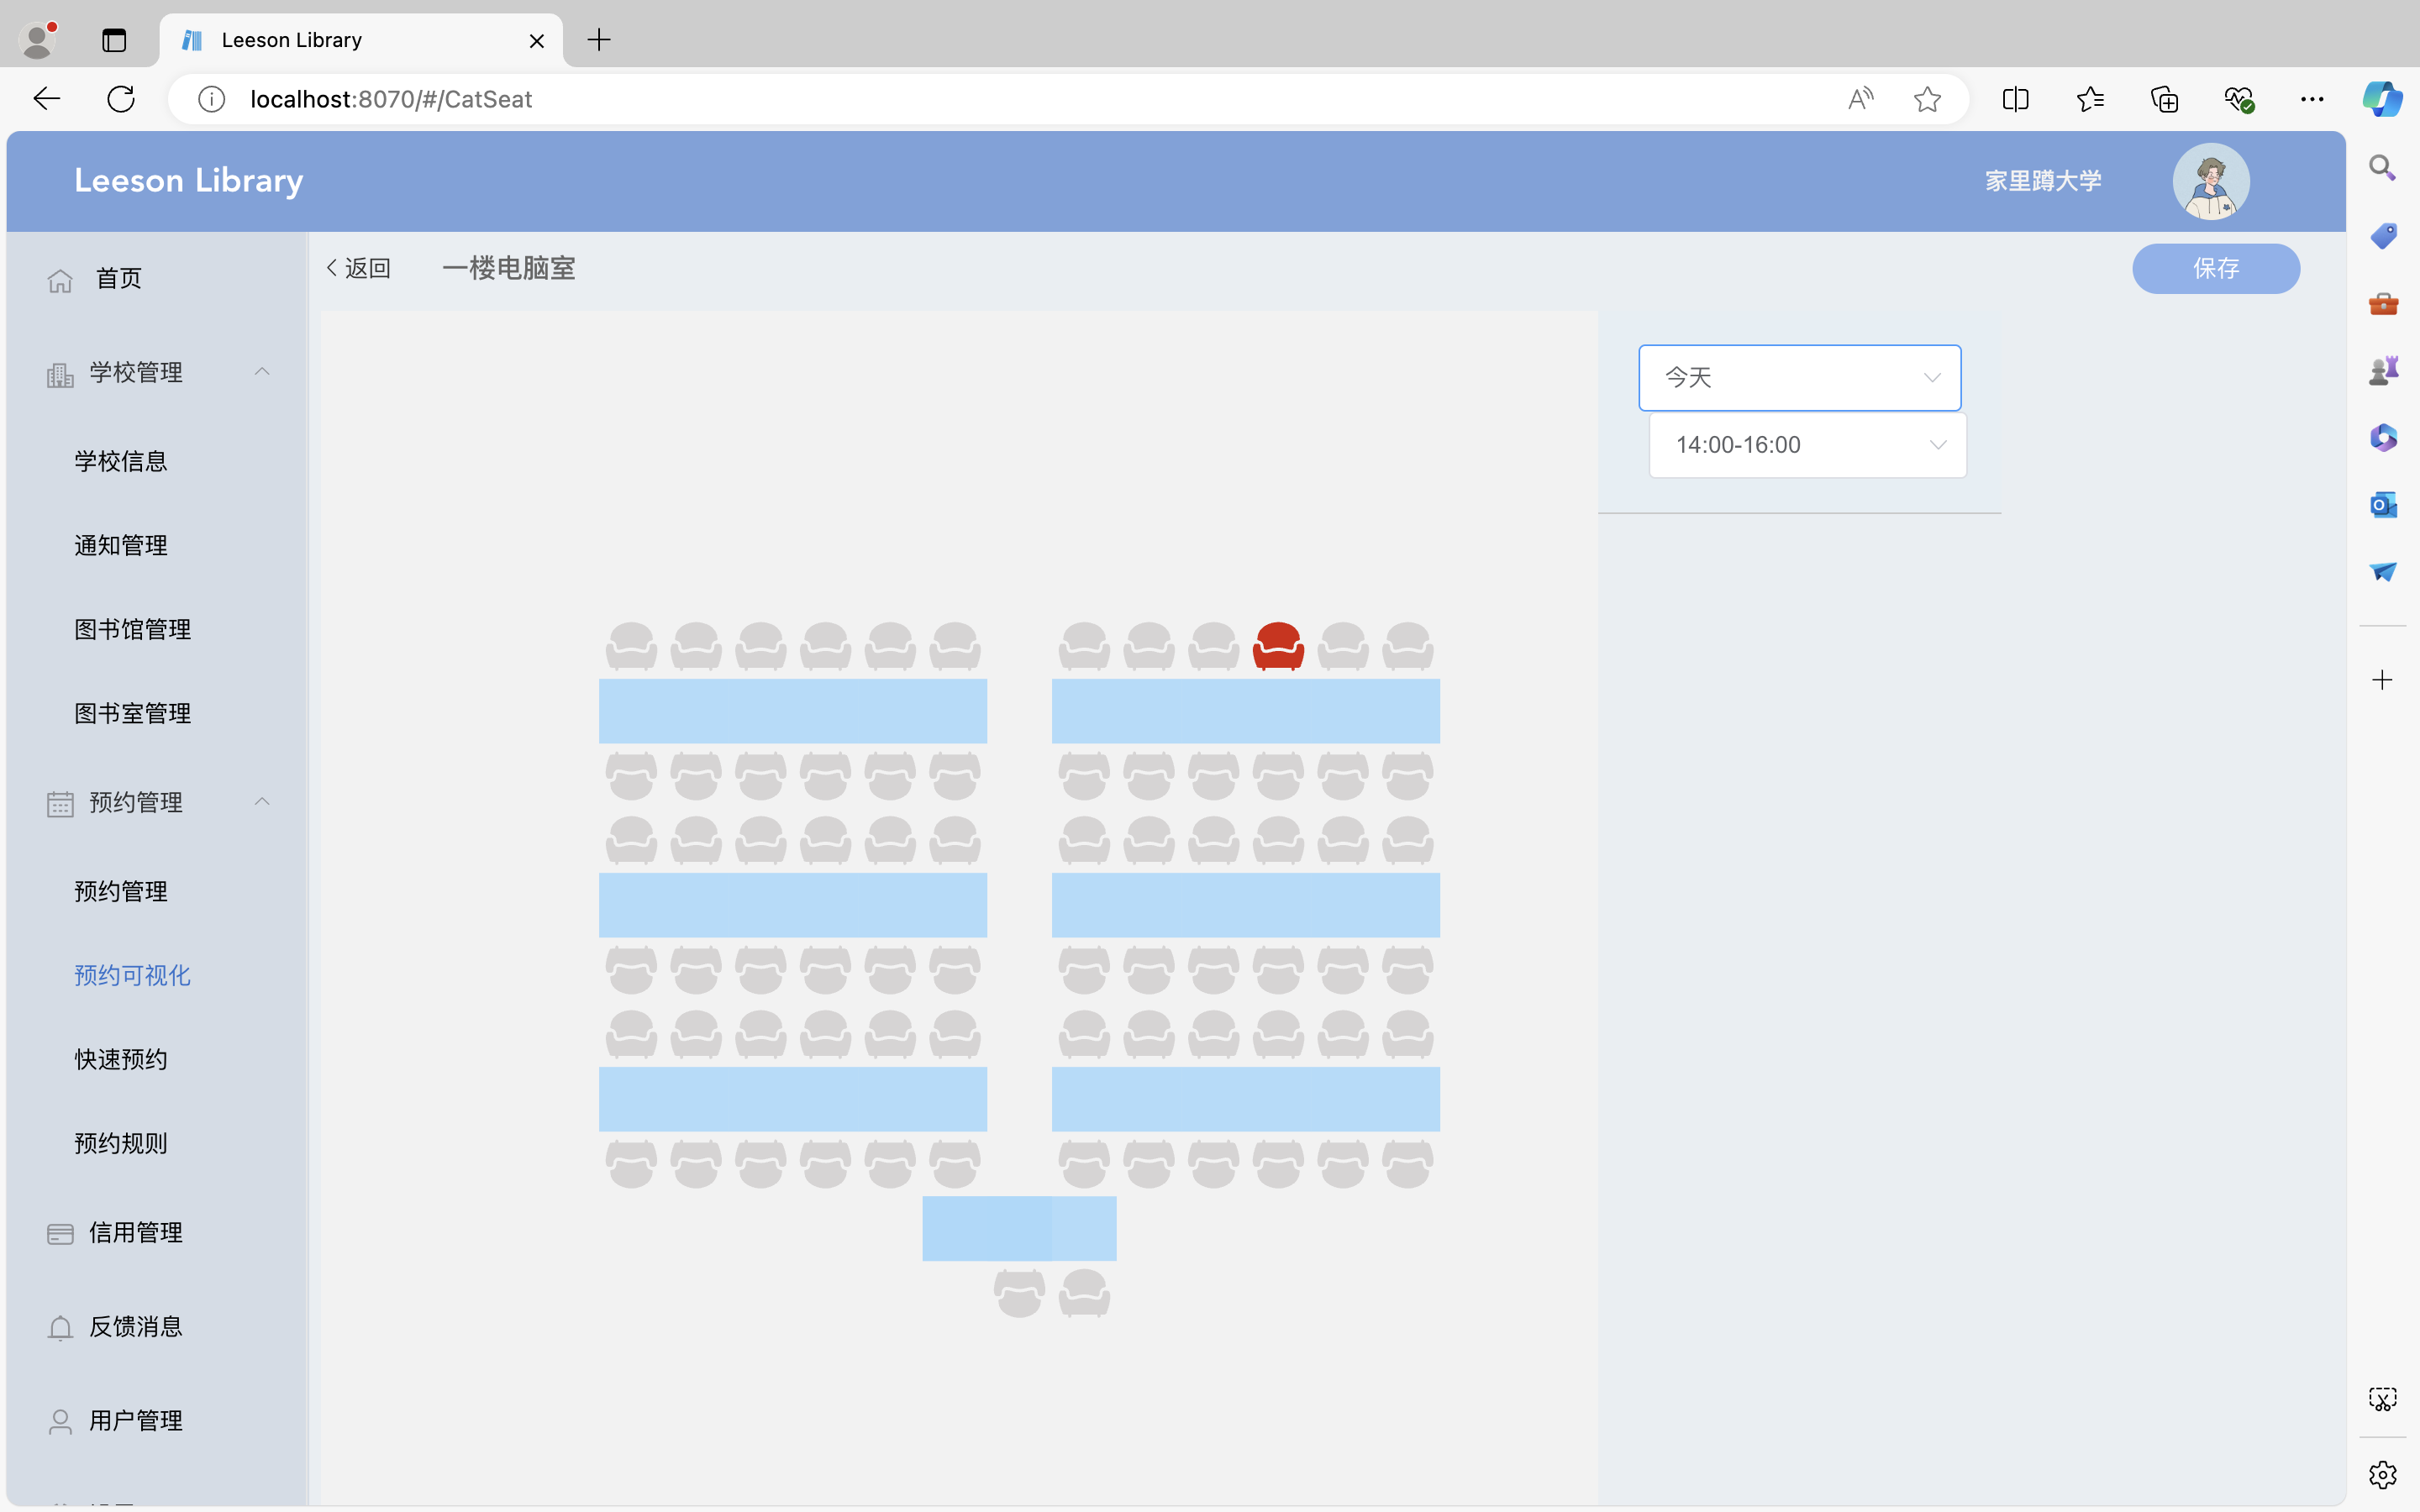 Leeson Library
localhost:8070/#/CatSeat
Leeson Library
家里蹲大学
首页
学校管理
学校信息
通知管理
图书馆管理
图书室管理
预约管理
预约管理
预约可视化
快速预约
预约规则
信用管理
反馈消息
用户管理
返回
一楼电脑室
保存
今天
14:00-16:00